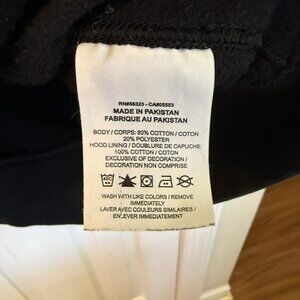 RN#56323 - CA#05553
MADE IN PAKISTAN
FABRIQUE AU PAKISTAN
BODY / CORPS: 80% COTTON / COTON
20% POLYESTER
HOOD LINING / DOUBLURE DE CAPUCHE:
100% COTTON / COTON
EXCLUSIVE OF DECORATION /
DECORATION NON COMPRISE
WASH WITH LIKE COLORS / REMOVE
IMMEDIATELY
LAVER AVEC COULEURS SIMILAIRES /
ENLEVER IMMEDIATEMENT